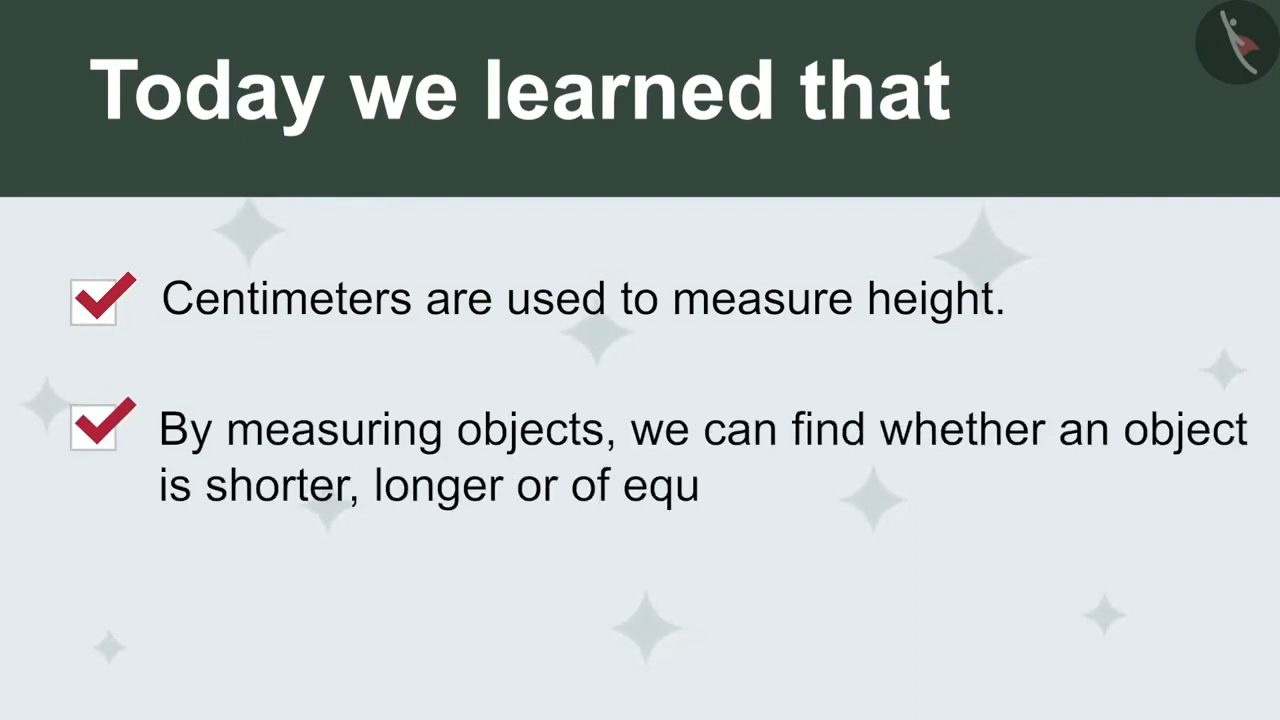 Today we learned that
Centimeters are used to measure height.
By measuring objects, we can find whether an object
is shorter, longer or of equ